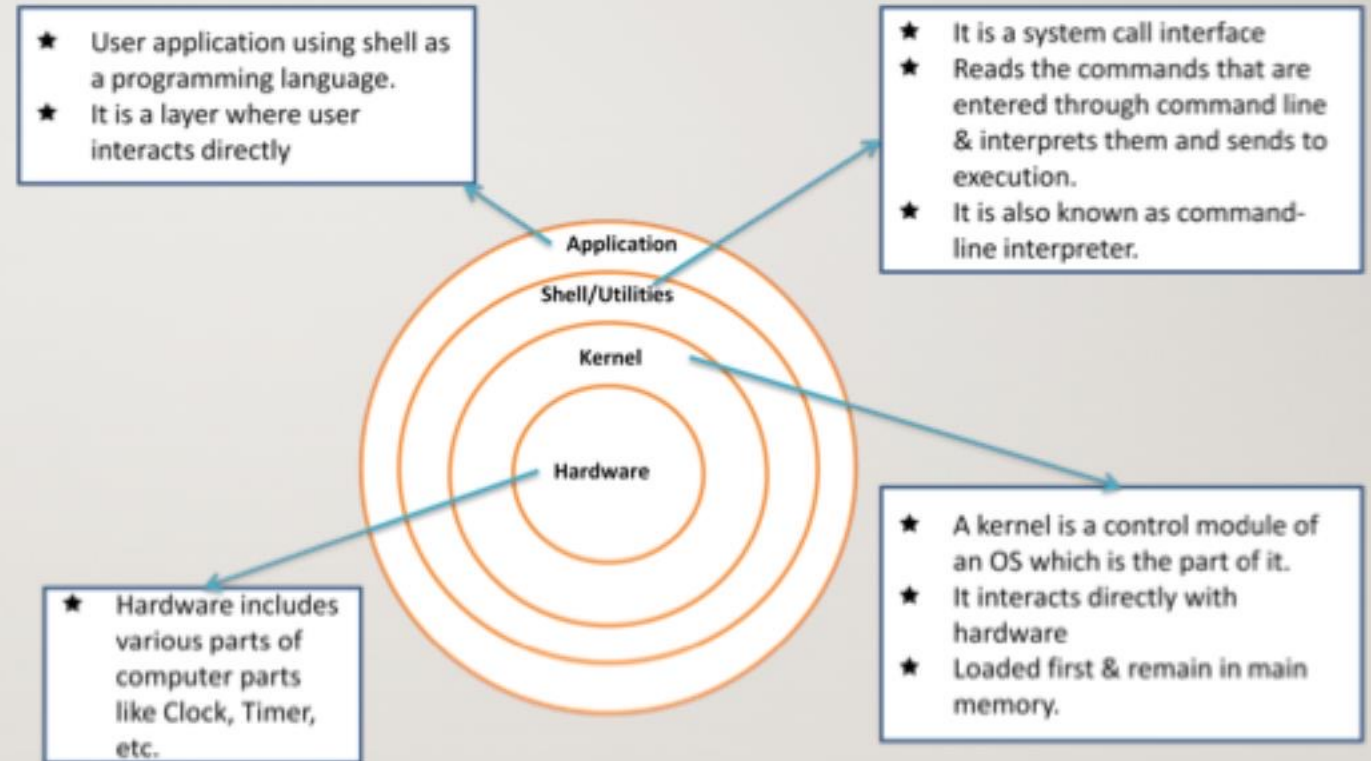 ★ User application using shell as
a programming language.
★ It is a layer where user
interacts directly
★ It is a system call interface
★ Reads the commands that are
entered through command line
& interprets them and sends to
execution.
★ It is also known as command-
line interpreter.
Application
Shell/Utilities
Kernel
Hardware
★ Hardware includes
various parts of
computer parts
like Clock, Timer,
etc.
★ A kernel is a control module of
an OS which is the part of it.
★ It interacts directly with
hardware
★ Loaded first & remain in main
memory.